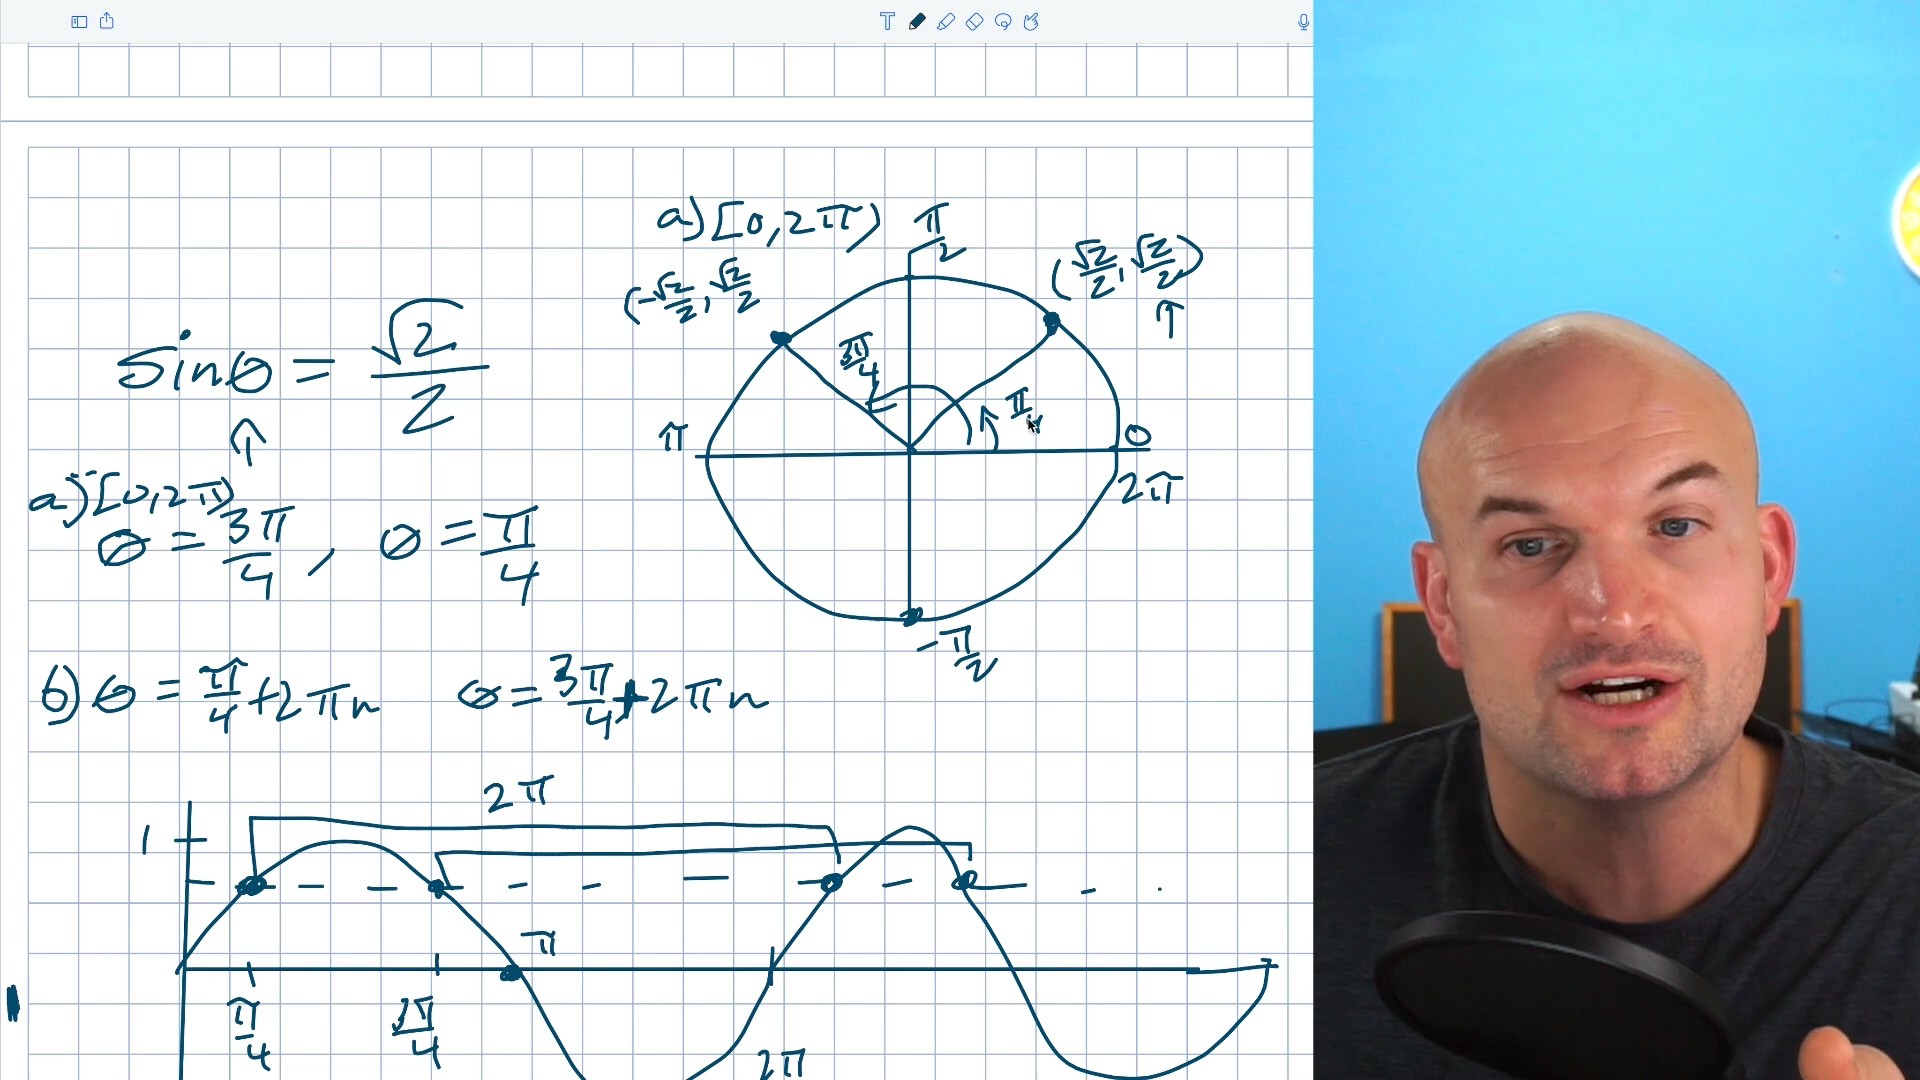 a) [0, 2π)
π/2
(-√2/2, √2/2
(√2/2, √2/2)
↑
sinθ = √2/2
↑
3π/4
π/4
π
0
2π
a) [0, 2π)
θ = 3π/4 , θ = π/4
-π/2
b) θ = π/4 + 2πn θ = 3π/4 + 2πn
2π
1
π
π/4
3π/4
2π